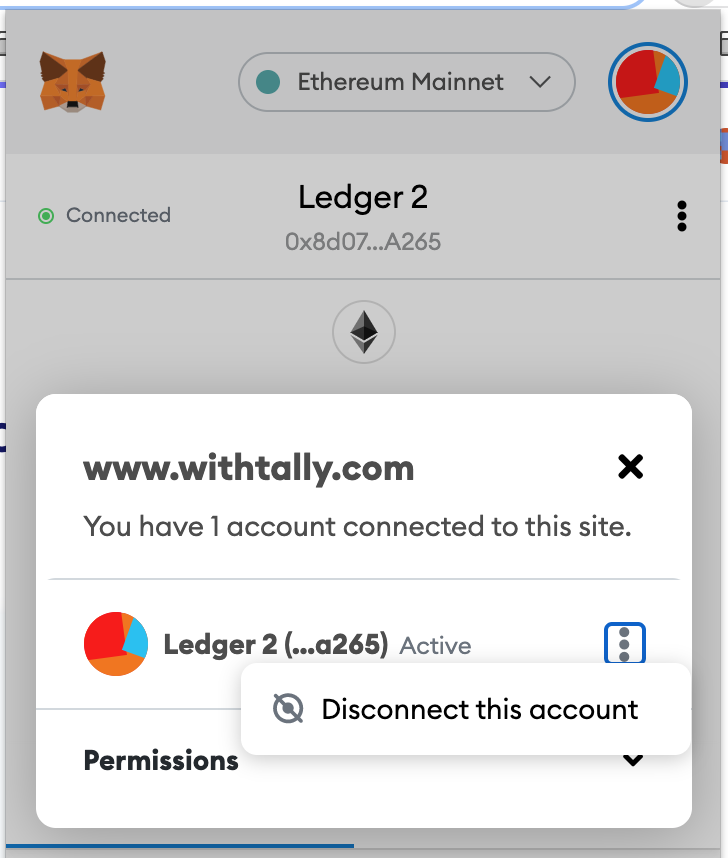 Ethereum Mainnet
Connected
Ledger 2
0x8d07...A265
www.withtally.com
You have 1 account connected to this site.
Ledger 2 (...a265) Active
Disconnect this account
Permissions